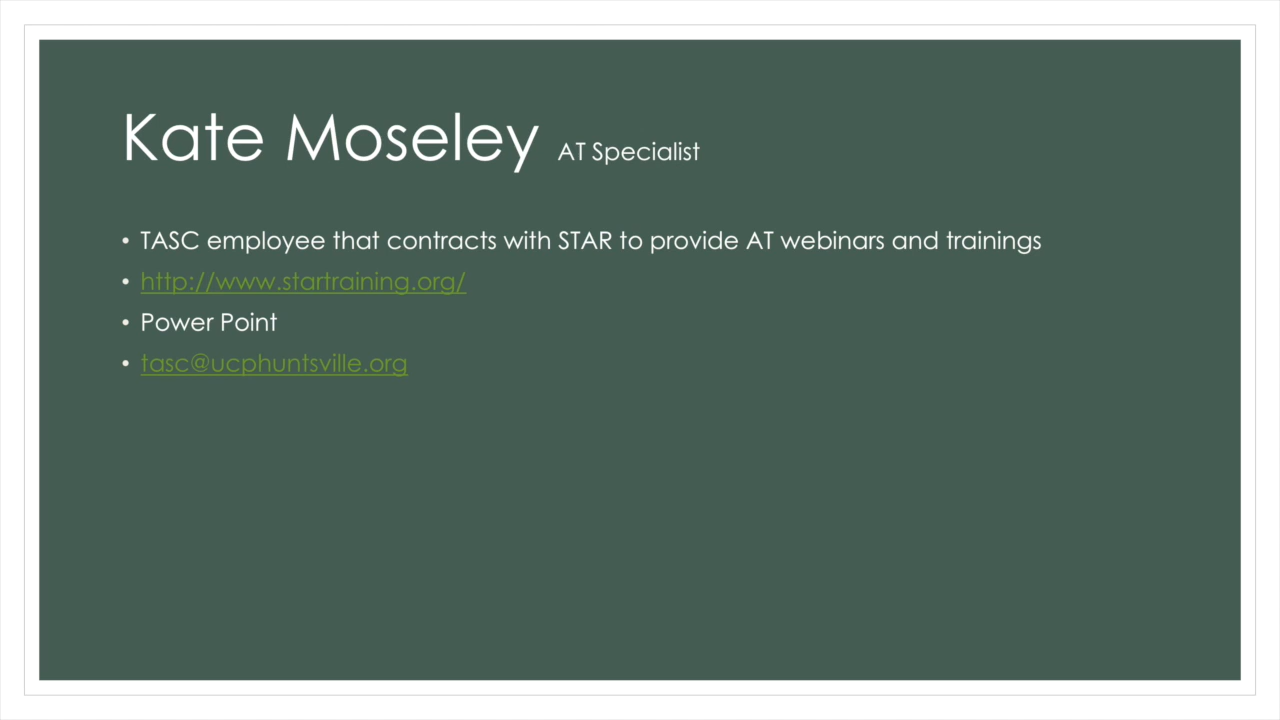 Kate Moseley AT Specialist
• TASC employee that contracts with STAR to provide AT webinars and trainings
• http://www.startraining.org/
• Power Point
• tasc@ucphuntsville.org